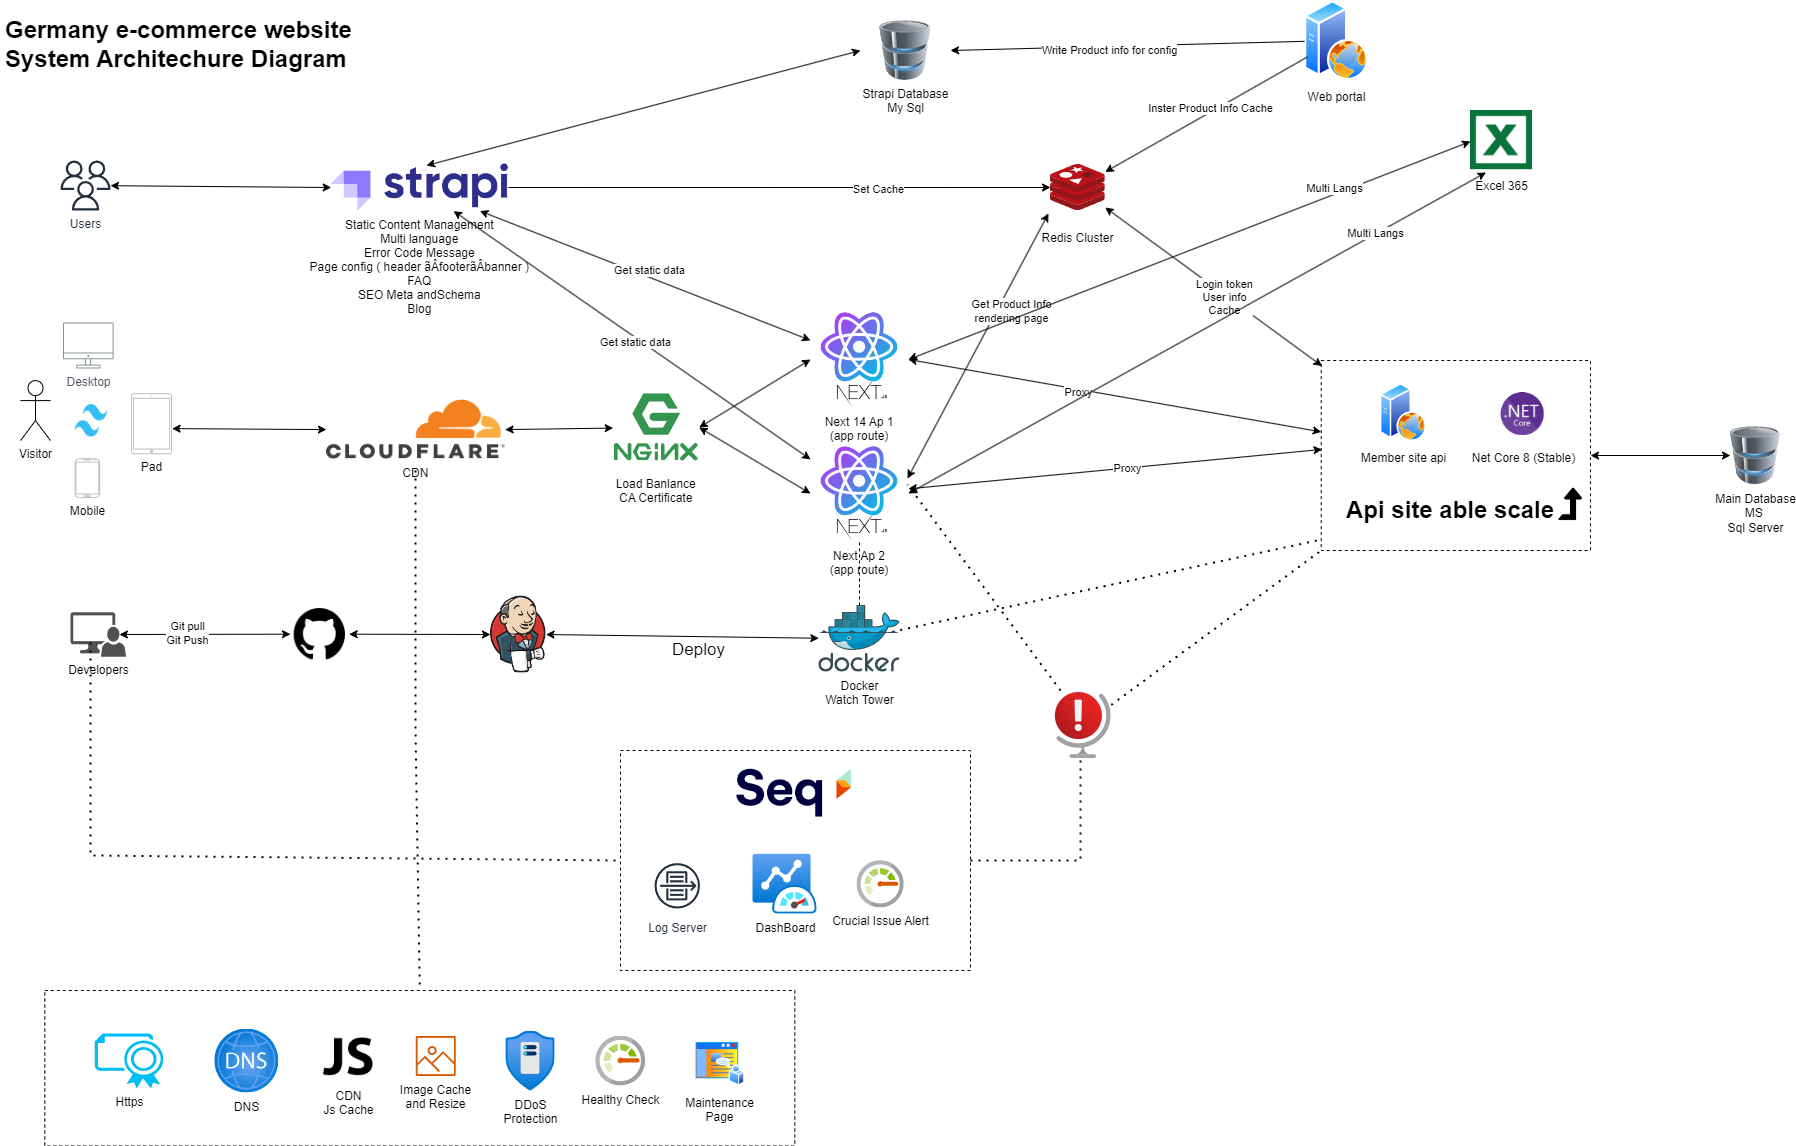 Germany e-commerce website
System Architechure Diagram
Strapi Database
My Sql
Write Product info for config
Web portal
Inster Product Info Cache
Excel 365
Users
strapi
Static Content Management
Multi language
Error Code Message
Page config ( header ãÂfooterãÂbanner )
FAQ
SEO Meta andSchema
Blog
Set Cache
Redis Cluster
Multi Langs
Multi Langs
Get static data
Get static data
Get Product Info
rendering page
Login token
User info
Cache
Desktop
Visitor
Pad
Mobile
CLOUDFLARE
CDN
NGiNX
Load Banlance
CA Certificate
NEXT.JS
Next 14 Ap 1
(app route)
NEXT.JS
Next Ap 2
(app route)
Proxy
Proxy
Member site api
.NET
Core
Net Core 8 (Stable)
Api site able scale
Main Database
MS
Sql Server
Developers
Git pull
Git Push
Deploy
docker
Docker
Watch Tower
!
Seq
Log Server
DashBoard
Crucial Issue Alert
Https
DNS
DNS
JS
CDN
Js Cache
Image Cache
and Resize
DDoS
Protection
Healthy Check
Maintenance
Page